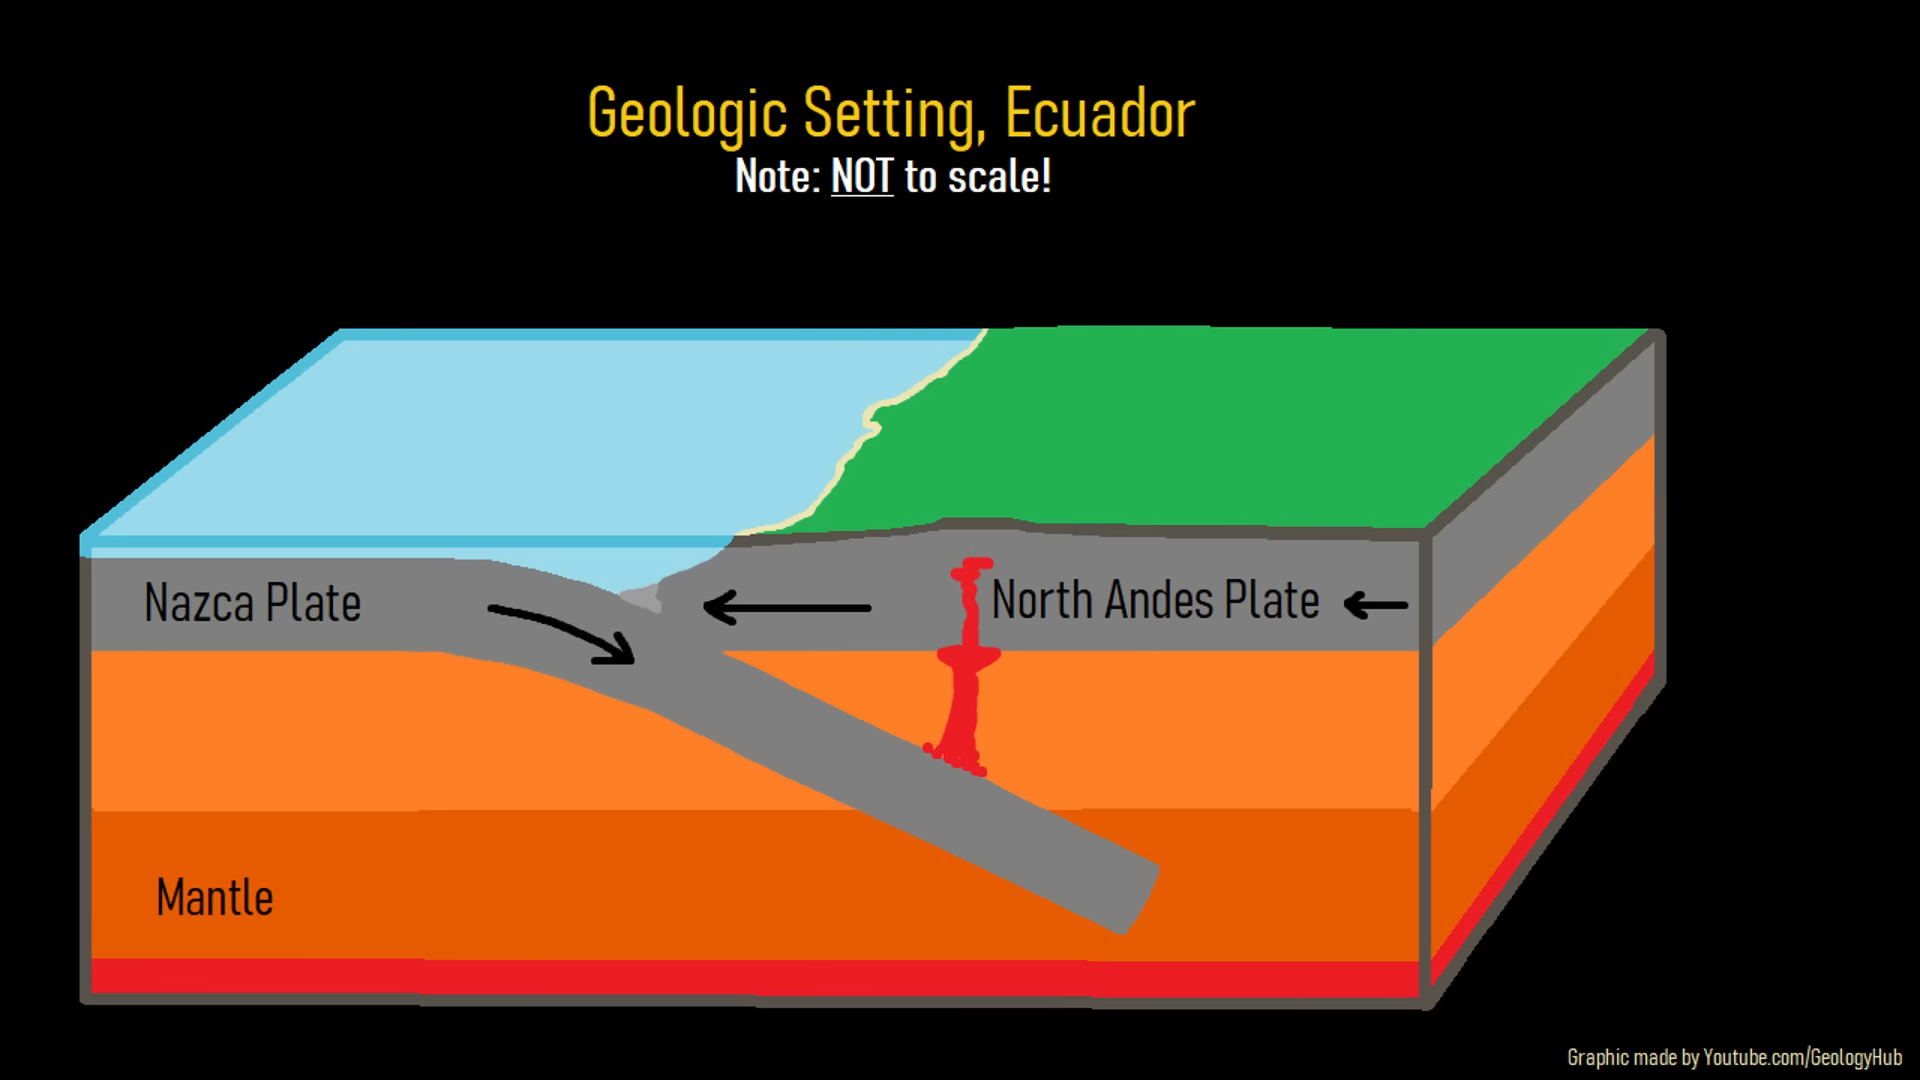 Geologic Setting, Ecuador
Note: NOT to scale!
Nazca Plate
North Andes Plate
Mantle
Graphic made by Youtube.com/GeologyHub